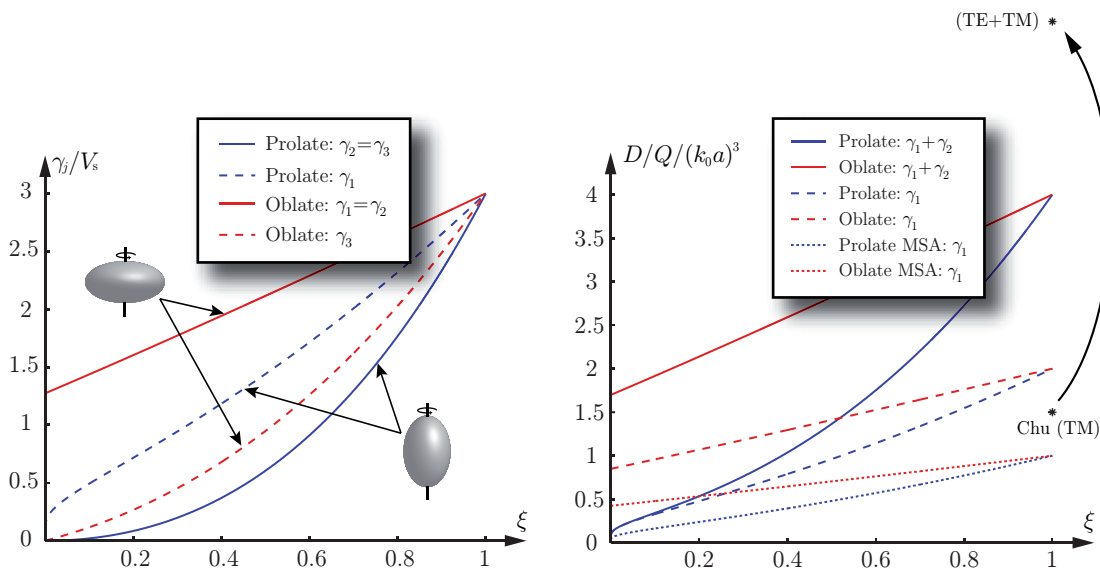 γⱼ/Vₛ
3
2.5
2
1.5
1
0.5
0
0.2
0.4
0.6
0.8
1
ξ
Prolate: γ₂=γ₃
Prolate: γ₁
Oblate: γ₁=γ₂
Oblate: γ₃
D/Q/(k₀a)³
4
3.5
3
2.5
2
1.5
1
0.5
0
0.2
0.4
0.6
0.8
1
ξ
Prolate: γ₁+γ₂
Oblate: γ₁+γ₂
Prolate: γ₁
Oblate: γ₁
Prolate MSA: γ₁
Oblate MSA: γ₁
(TE+TM)
Chu (TM)